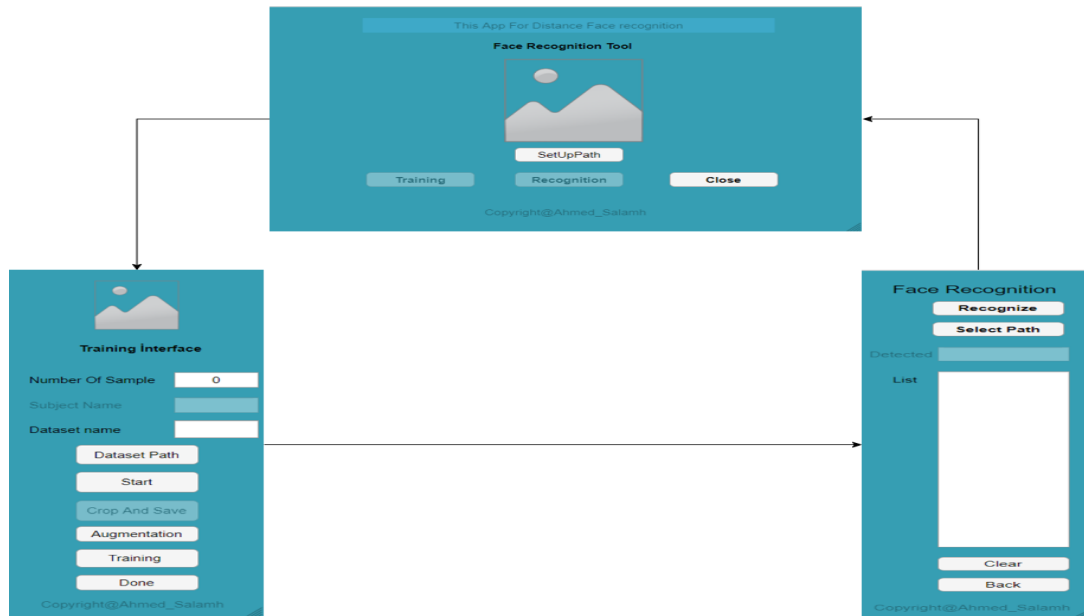 This App For Distance Face recognition
Face Recognition Tool
SetUpPath
Training Recognition Close
Copyright@Ahmed_Salamh
Training İnterface
Number Of Sample 0
Subject Name
Dataset name
Dataset Path
Start
Crop And Save
Augmentation
Training
Done
Copyright@Ahmed_Salamh
Face Recognition
Recognize
Select Path
Detected
List
Clear
Back
Copyright@Ahmed_Salamh